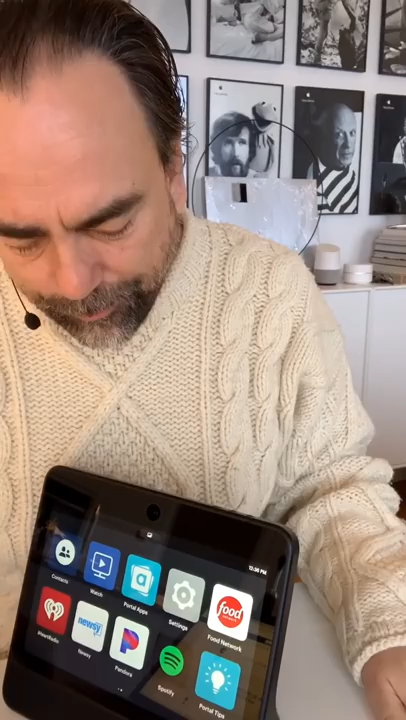 12:36 PM
Contacts
Watch
Portal Apps
Settings
food
Food Network
iHeartRadio
newsy
Newsy
Pandora
Spotify
Portal Tips